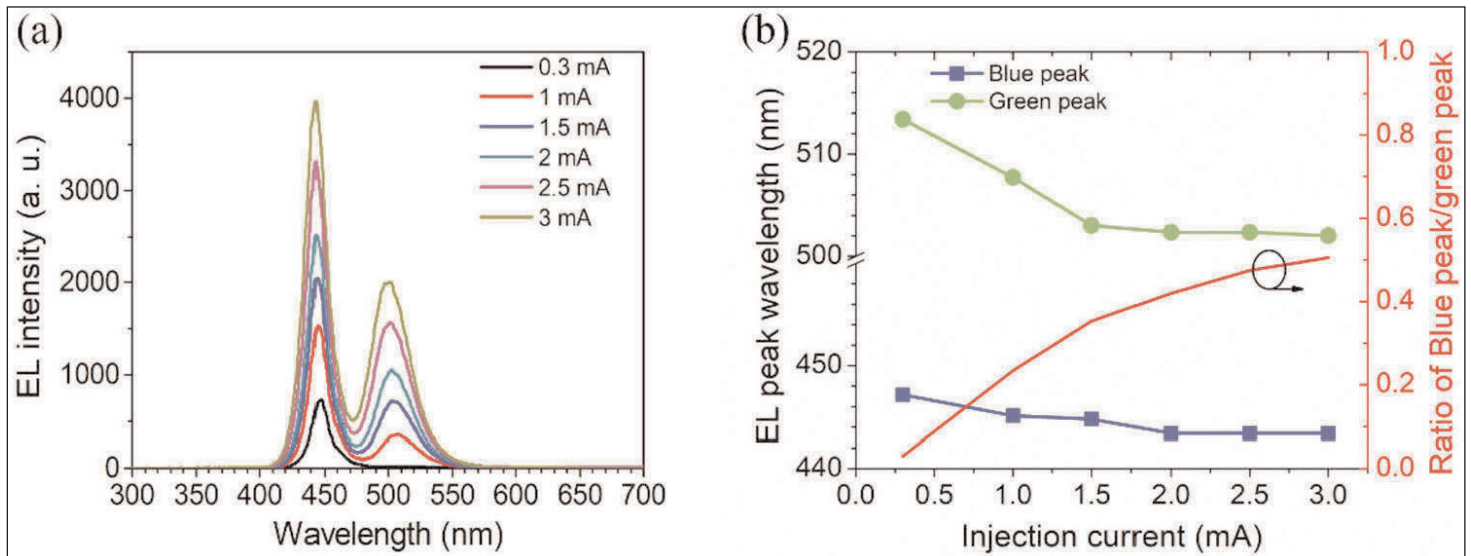 (a)
EL intensity (a. u.)
4000
3000
2000
1000
0
0.3 mA
1 mA
1.5 mA
2 mA
2.5 mA
3 mA
300 350 400 450 500 550 600 650 700
Wavelength (nm)
(b)
EL peak wavelength (nm)
520
510
500
450
440
Blue peak
Green peak
0.0 0.5 1.0 1.5 2.0 2.5 3.0
Injection current (mA)
1.0
0.8
0.6
0.4
0.2
0.0
Ratio of Blue peak/green peak